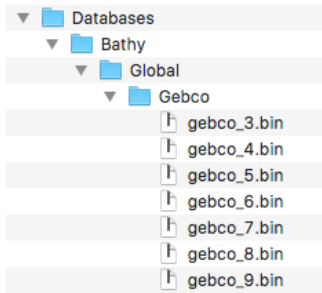 Databases
Bathy
Global
Gebco
gebco_3.bin
gebco_4.bin
gebco_5.bin
gebco_6.bin
gebco_7.bin
gebco_8.bin
gebco_9.bin